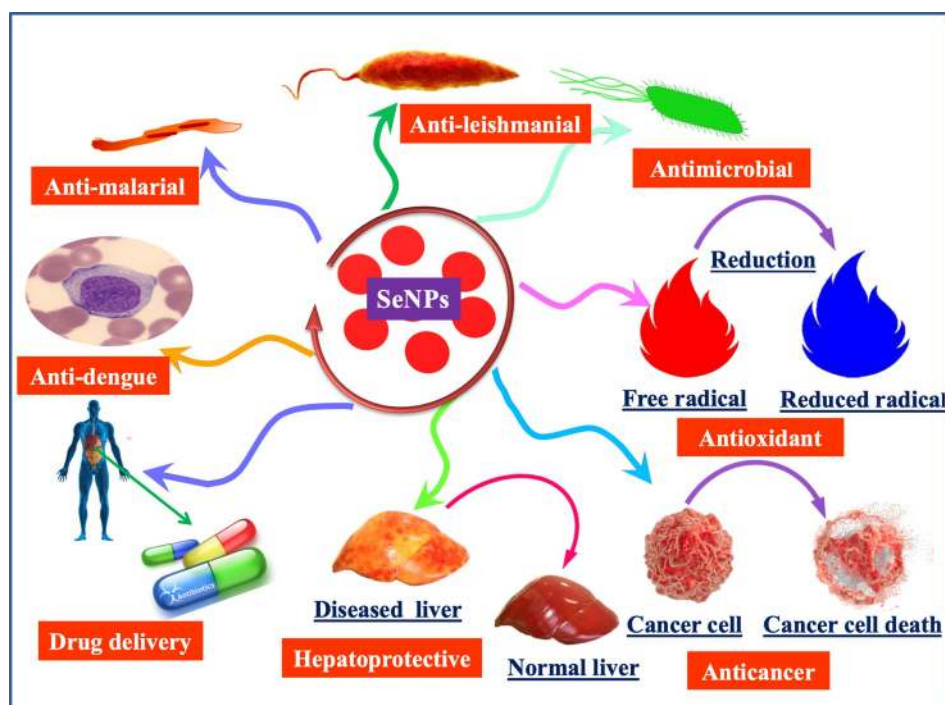 Anti-leishmanial
Anti-malarial
Antimicrobial
Reduction
SeNPs
Anti-dengue
Free radical
Reduced radical
Antioxidant
Antibiotics
Diseased liver
Drug delivery
Hepatoprotective
Normal liver
Cancer cell
Cancer cell death
Anticancer